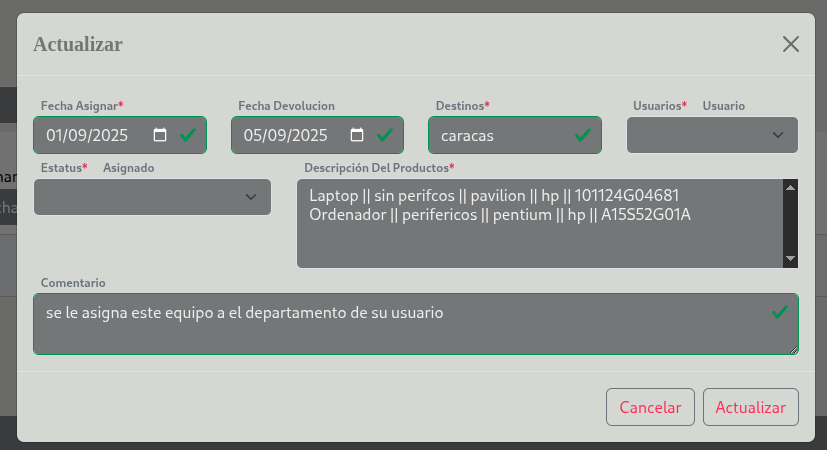 Actualizar
Fecha Asignar* Fecha Devolucion Destinos* Usuarios* Usuario
01/09/2025 05/09/2025 caracas
Estatus* Asignado Descripción Del Productos*
Laptop || sin perifcos || pavilion || hp || 101124G04681
Ordenador || perifericos || pentium || hp || A15S52G01A
Comentario
se le asigna este equipo a el departamento de su usuario
Cancelar Actualizar